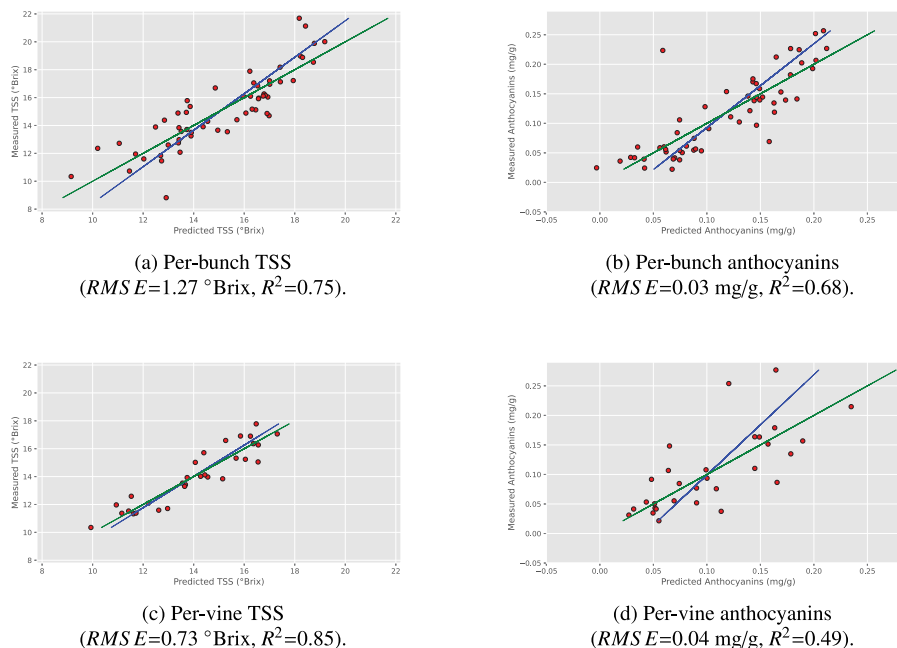 22
20
18
16
14
12
10
8
Measured TSS (°Brix)
8 10 12 14 16 18 20 22
Predicted TSS (°Brix)
(a) Per-bunch TSS
(RMSE=1.27 °Brix, R²=0.75).
0.25
0.20
0.15
0.10
0.05
0.00
−0.05
Measured Anthocyanins (mg/g)
−0.05 0.00 0.05 0.10 0.15 0.20 0.25
Predicted Anthocyanins (mg/g)
(b) Per-bunch anthocyanins
(RMSE=0.03 mg/g, R²=0.68).
22
20
18
16
14
12
10
8
Measured TSS (°Brix)
8 10 12 14 16 18 20 22
Predicted TSS (°Brix)
(c) Per-vine TSS
(RMSE=0.73 °Brix, R²=0.85).
0.25
0.20
0.15
0.10
0.05
0.00
−0.05
Measured Anthocyanins (mg/g)
−0.05 0.00 0.05 0.10 0.15 0.20 0.25
Predicted Anthocyanins (mg/g)
(d) Per-vine anthocyanins
(RMSE=0.04 mg/g, R²=0.49).